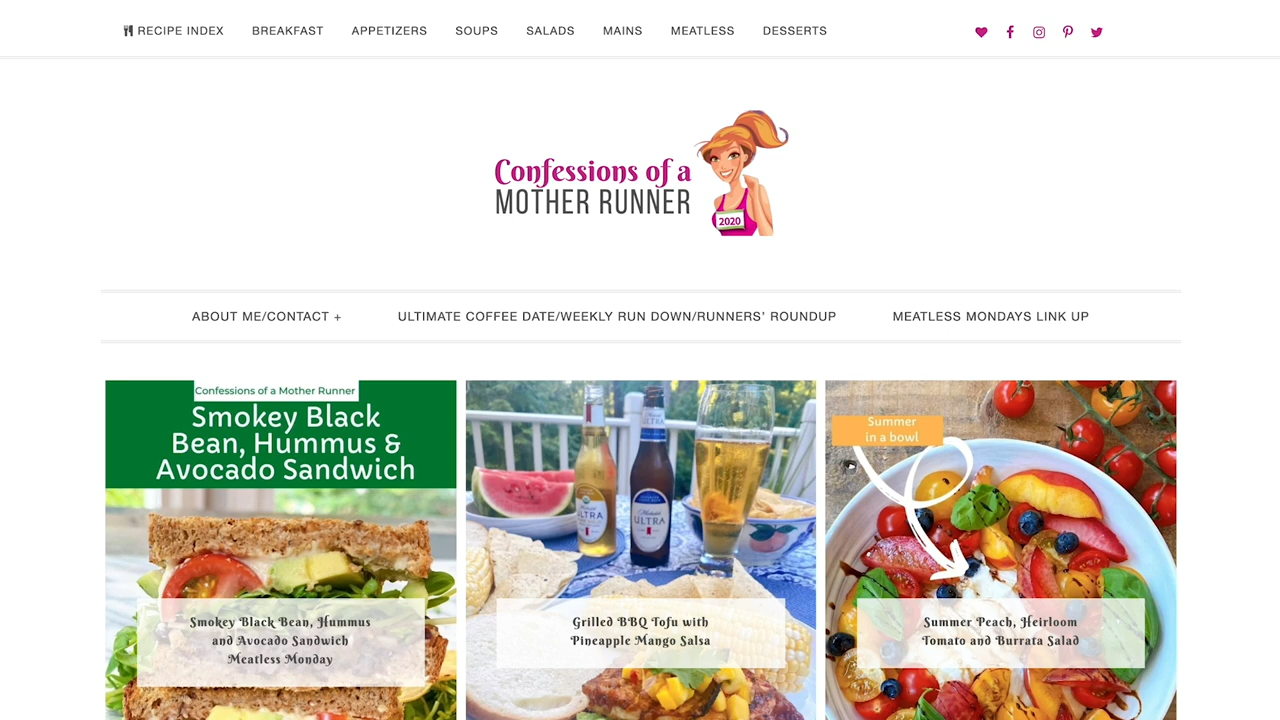 RECIPE INDEX BREAKFAST APPETIZERS SOUPS SALADS MAINS MEATLESS DESSERTS
Confessions of a
MOTHER RUNNER
2020
ABOUT ME/CONTACT + ULTIMATE COFFEE DATE/WEEKLY RUN DOWN/RUNNERS’ ROUNDUP MEATLESS MONDAYS LINK UP
Confessions of a Mother Runner
Smokey Black
Bean, Hummus &
Avocado Sandwich
Smokey Black Bean, Hummus
and Avocado Sandwich
Meatless Monday
ULTRA
ULTRA
Grilled BBQ Tofu with
Pineapple Mango Salsa
Summer
in a bowl
Summer Peach, Heirloom
Tomato and Burrata Salad